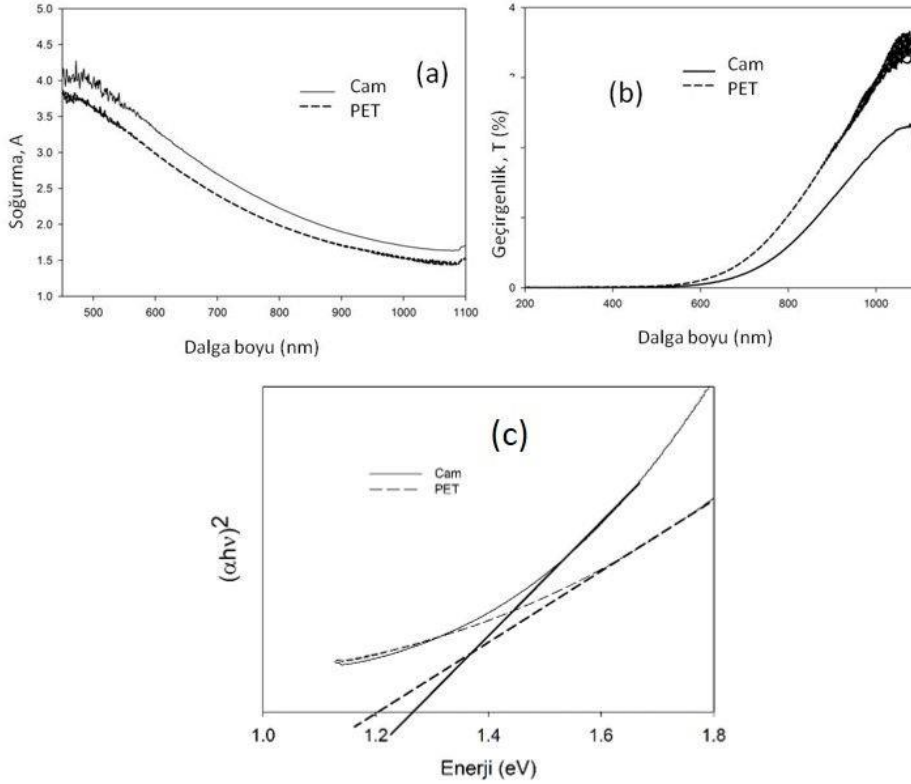 (a)
Cam
PET
Soğurma, A
5.0
4.5
4.0
3.5
3.0
2.5
2.0
1.5
1.0
500
600
700
800
900
1000
1100
Dalga boyu (nm)
(b)
Cam
PET
Geçirgenlik, T (%)
4
2
0
200
400
600
800
1000
Dalga boyu (nm)
(c)
Cam
PET
(αhν)²
1.0
1.2
1.4
1.6
1.8
Enerji (eV)